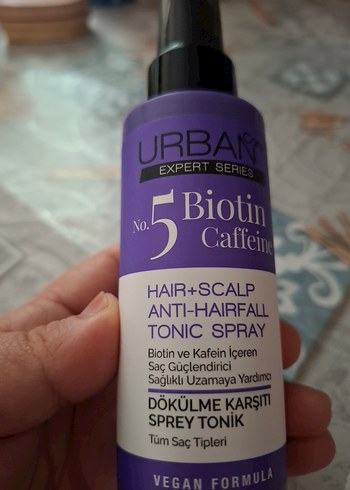 URBAN
EXPERT SERIES
No. 5 Biotin
Caffeine
HAIR+SCALP
ANTI-HAIRFALL
TONIC SPRAY
Biotin ve Kafein İçeren
Saç Güçlendirici
Sağlıklı Uzamaya Yardımcı
DÖKÜLME KARŞITI
SPREY TONİK
Tüm Saç Tipleri
VEGAN FORMULA